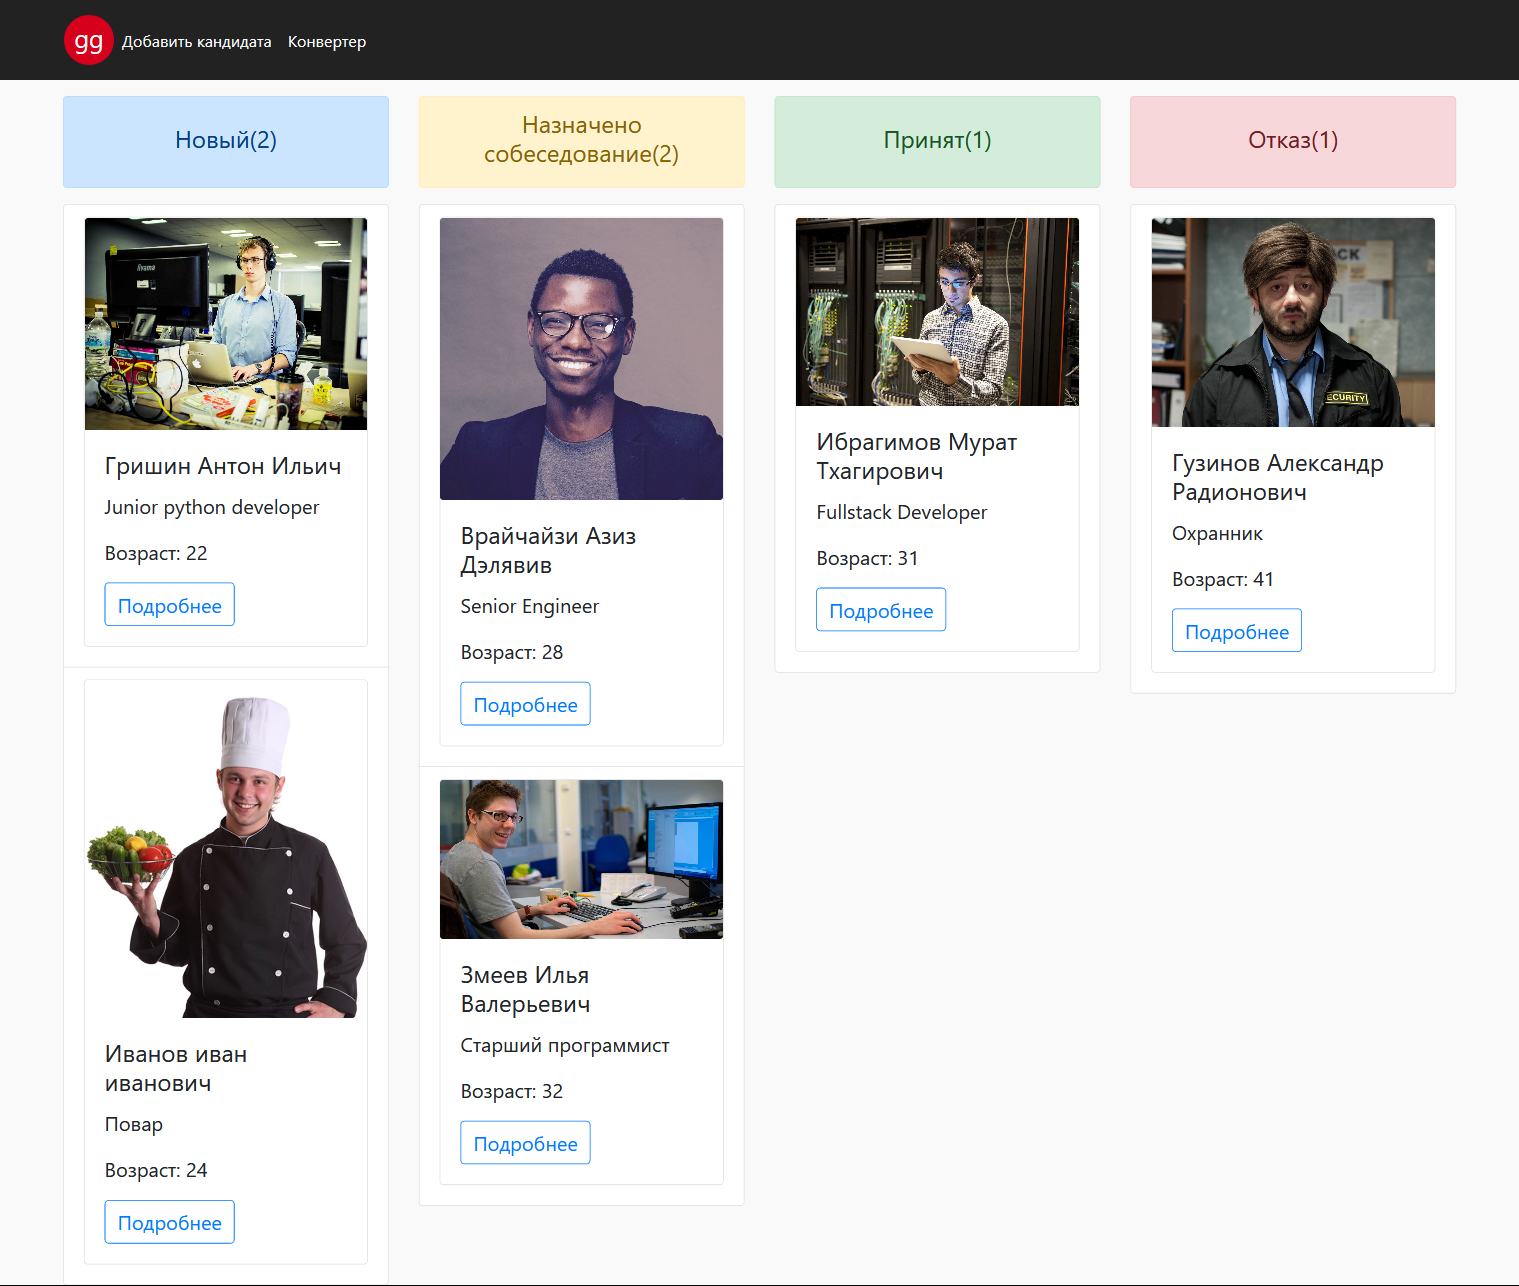 gg Добавить кандидата Конвертер
Новый(2)
Гришин Антон Ильич
Junior python developer
Возраст: 22
Подробнее
Иванов иван
иванович
Повар
Возраст: 24
Подробнее
Назначено
собеседование(2)
Врайчайзи Азиз
Дэлявив
Senior Engineer
Возраст: 28
Подробнее
Змеев Илья
Валерьевич
Старший программист
Возраст: 32
Подробнее
Принят(1)
Ибрагимов Мурат
Тхагирович
Fullstack Developer
Возраст: 31
Подробнее
Отказ(1)
ECURITY
Гузинов Александр
Радионович
Охранник
Возраст: 41
Подробнее